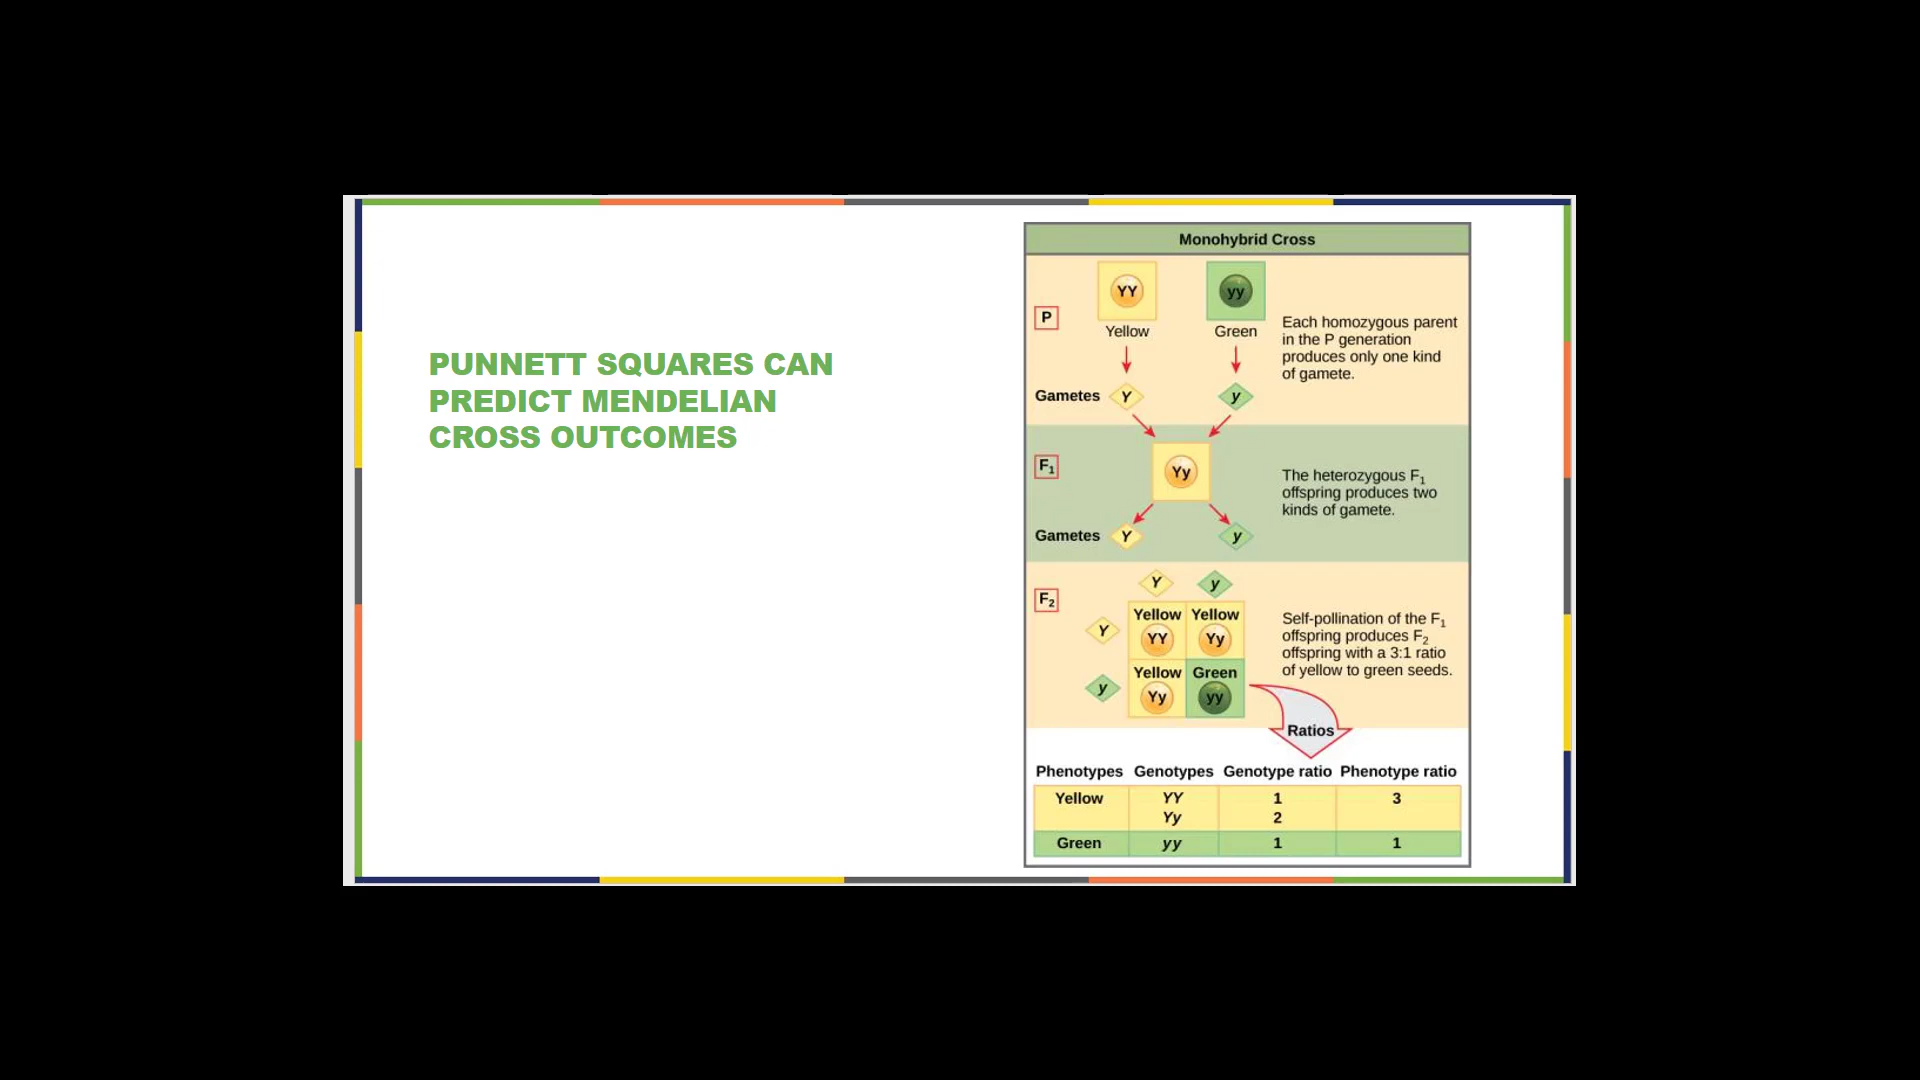 PUNNETT SQUARES CAN
PREDICT MENDELIAN
CROSS OUTCOMES
Monohybrid Cross
P
YY
yy
Yellow
Green
Each homozygous parent
in the P generation
produces only one kind
of gamete.
Gametes
Y
y
F₁
Yy
The heterozygous F₁
offspring produces two
kinds of gamete.
Gametes
Y
y
F₂
Y
y
Y
Yellow
YY
Yellow
Yy
y
Yellow
Yy
Green
yy
Self-pollination of the F₁
offspring produces F₂
offspring with a 3:1 ratio
of yellow to green seeds.
Ratios
Phenotypes Genotypes Genotype ratio Phenotype ratio
Yellow YY 1 3
Yy 2
Green yy 1 1